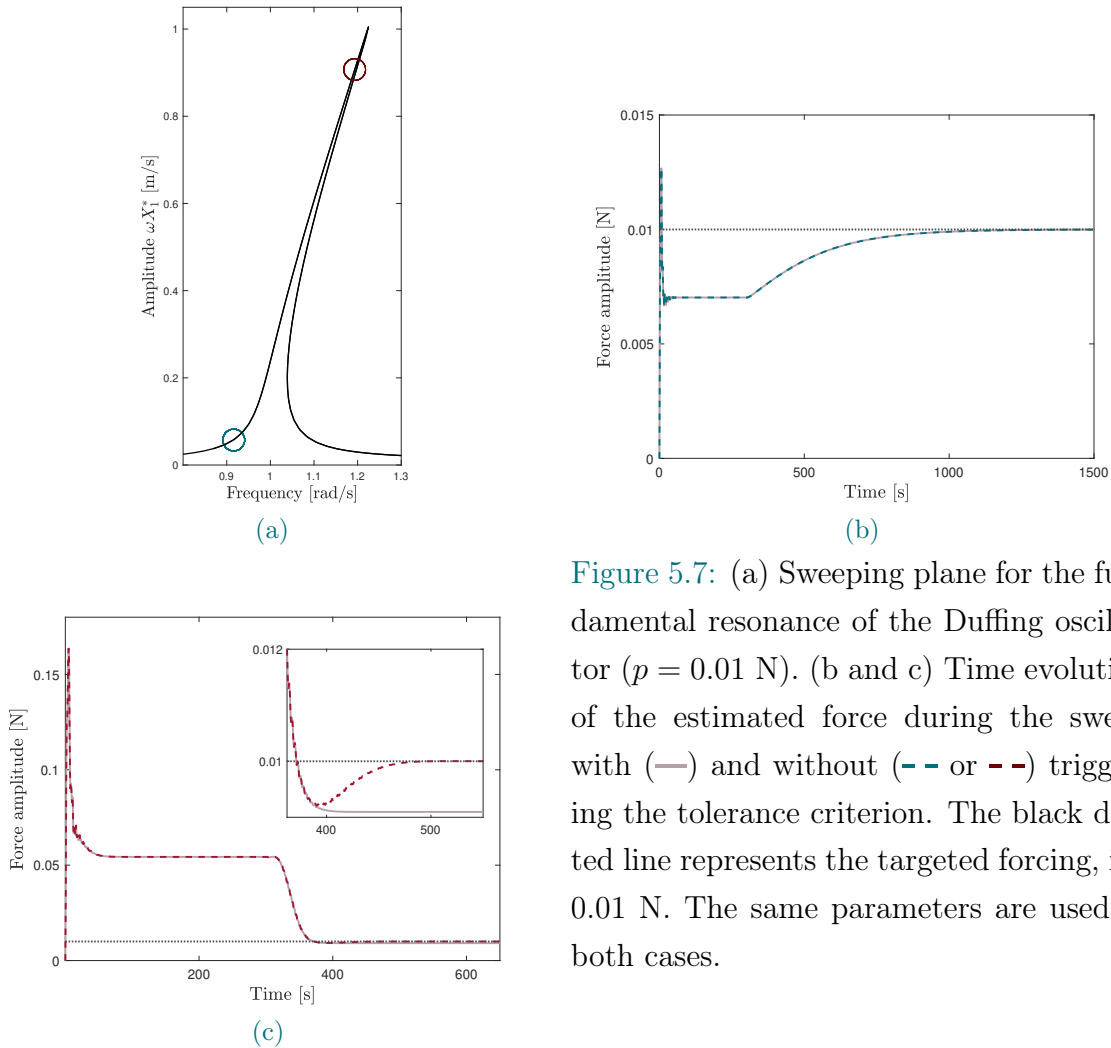 1
0.8
0.6
0.4
0.2
0
Amplitude ωX₁* [m/s]
0.9 1 1.1 1.2 1.3
Frequency [rad/s]
(a)
0.015
0.01
0.005
0
Force amplitude [N]
0 500 1000 1500
Time [s]
(b)
0.15
0.1
0.05
0
Force amplitude [N]
0.012
0.01
400 500
200 400 600
Time [s]
(c)
Figure 5.7: (a) Sweeping plane for the fu
damental resonance of the Duffing oscil
tor (p = 0.01 N). (b and c) Time evoluti
of the estimated force during the swe
with (—) and without (-- or --) trigg
ing the tolerance criterion. The black d
ted line represents the targeted forcing,
0.01 N. The same parameters are used
both cases.